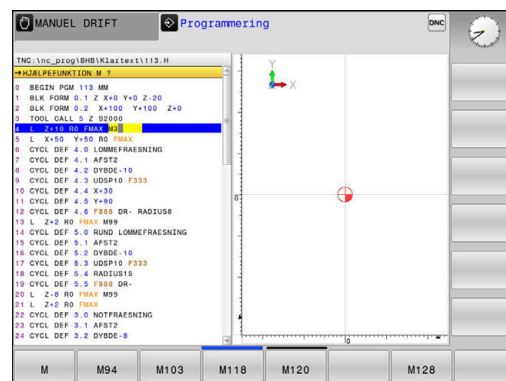 MANUEL DRIFT
Programmering
DNC
TNC:\nc_prog\BHB\Klartext\113.H
→HJÆLPEFUNKTION M ?
0 BEGIN PGM 113 MM
1 BLK FORM 0.1 Z X+0 Y+0 Z-20
2 BLK FORM 0.2 X+100 Y+100 Z+0
3 TOOL CALL 5 Z S2000
4 L Z+10 R0 FMAX M3
5 L X+50 Y+50 R0 FMAX
6 CYCL DEF 4.0 LOMMEFRAESNING
7 CYCL DEF 4.1 AFST2
8 CYCL DEF 4.2 DYBDE-10
9 CYCL DEF 4.3 UDSP10 F333
10 CYCL DEF 4.4 X+30
11 CYCL DEF 4.5 Y+90
12 CYCL DEF 4.6 F888 DR- RADIUS8
13 L Z+2 R0 FMAX M99
14 CYCL DEF 5.0 RUND LOMMEFRAESNING
15 CYCL DEF 5.1 AFST2
16 CYCL DEF 5.2 DYBDE-10
17 CYCL DEF 5.3 UDSP10 F333
18 CYCL DEF 5.4 RADIUS15
19 CYCL DEF 5.5 F888 DR-
20 L Z-8 R0 FMAX M99
21 L Z+2 R0 FMAX
22 CYCL DEF 3.0 NOTFRAESNING
23 CYCL DEF 3.1 AFST2
24 CYCL DEF 3.2 DYBDE-8
Y
X
0
0
M M94 M103 M118 M120 M128